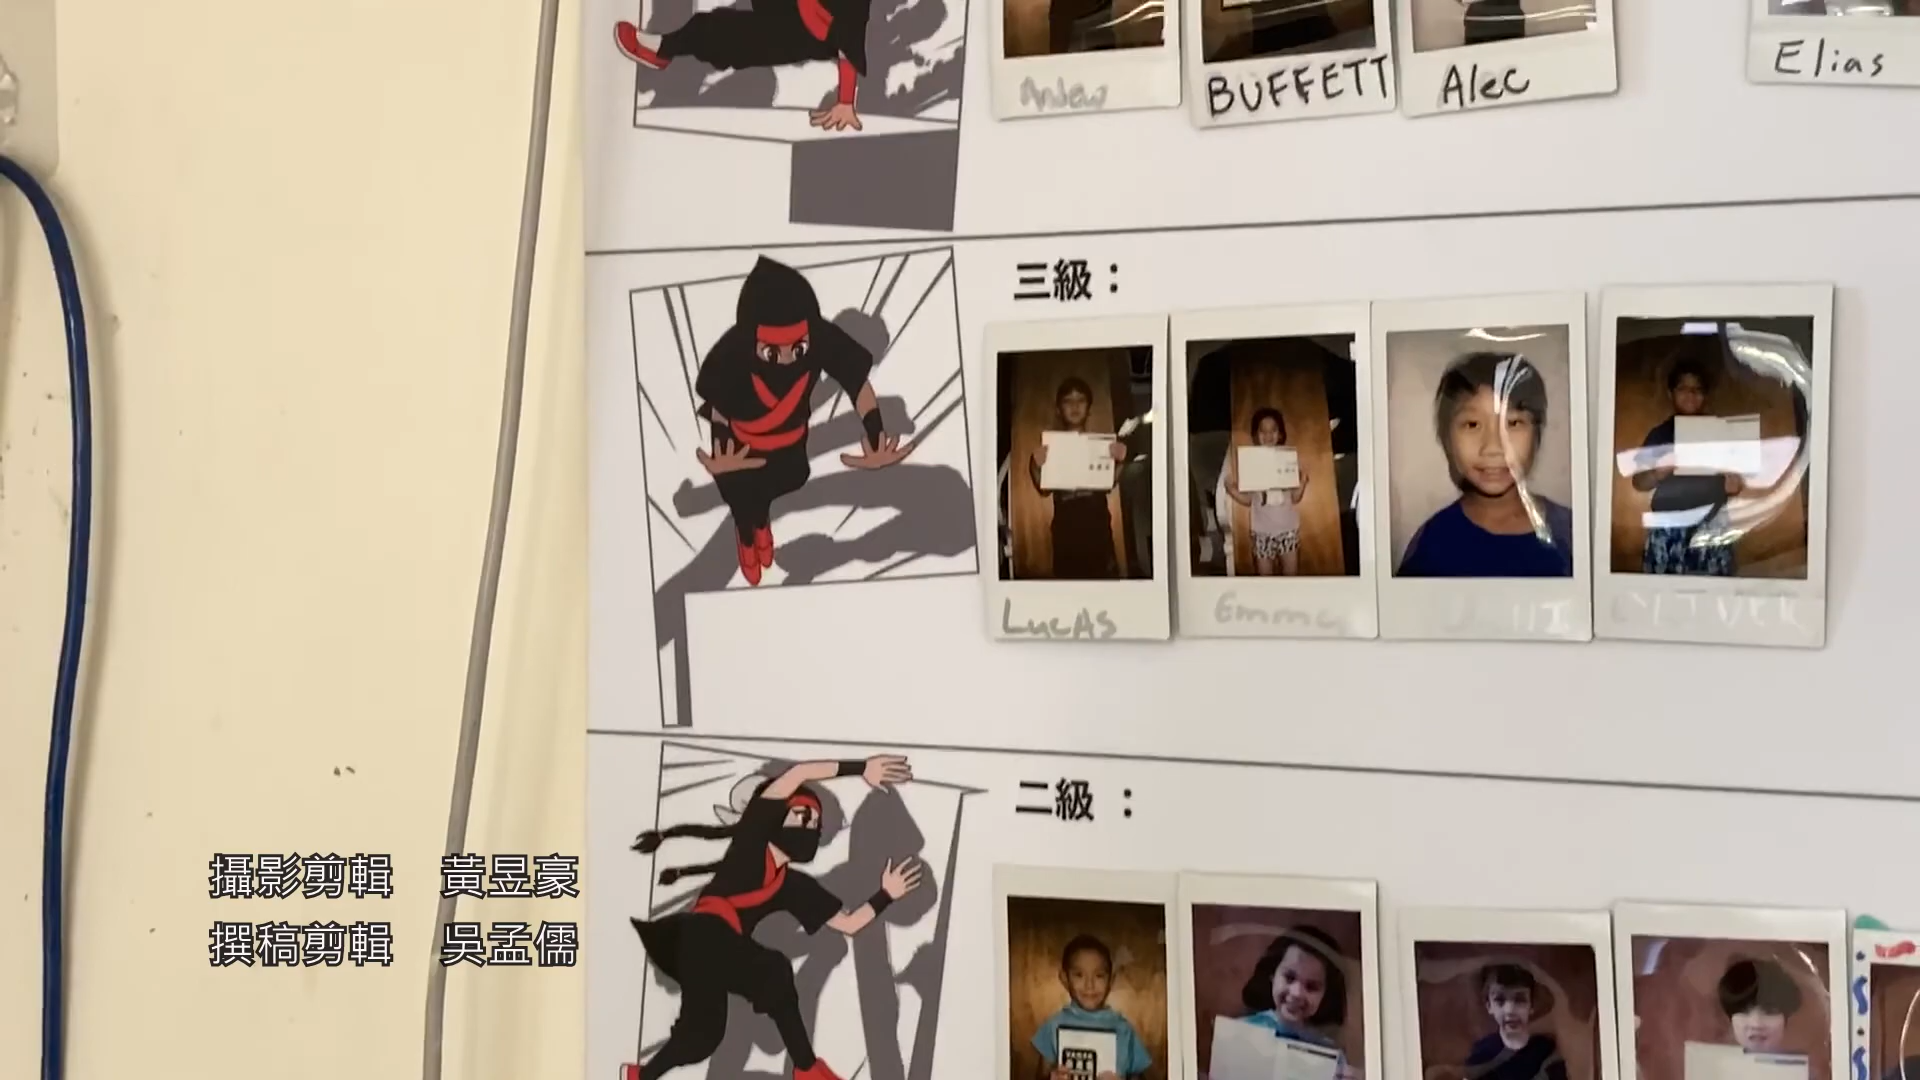 BUFFETT
Alec
Elias
三級：
LucAs
Emma
二級：
攝影剪輯 黃昱豪
撰稿剪輯 吳孟儒